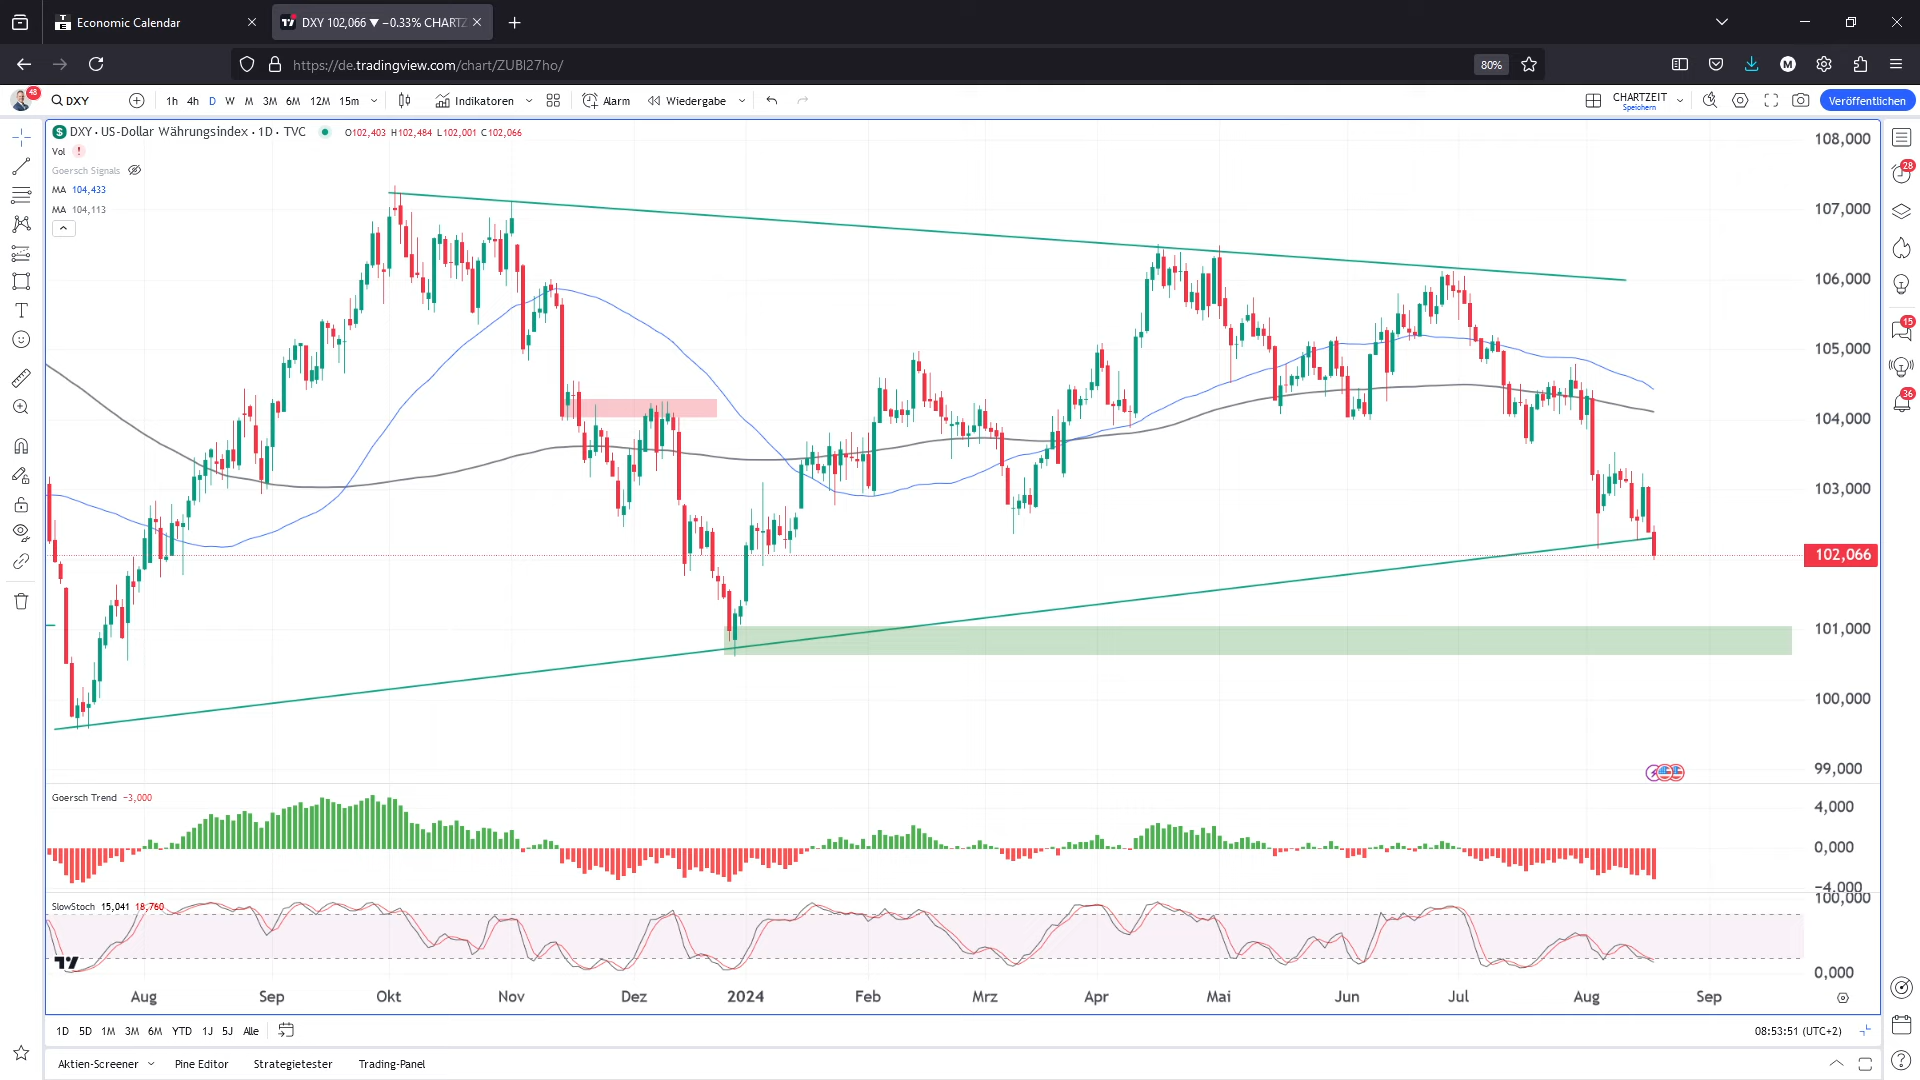 Economic Calendar
DXY 102,066 ▼ −0.33% CHARTZ
https://de.tradingview.com/chart/ZUBI27ho/
80%
M
48
DXY
1h 4h D W M 3M 6M 12M 15m
Indikatoren
Alarm
Wiedergabe
CHARTZEIT
Speichern
Veröffentlichen
DXY · US-Dollar Währungsindex · 1D · TVC
O102,403 H102,484 L102,001 C102,066
Vol
Goersch Signals
MA 104,433
MA 104,113
108,000
107,000
106,000
105,000
104,000
103,000
102,066
101,000
100,000
99,000
28
15
36
Goersch Trend −3,000
4,000
0,000
−4,000
SlowStoch 15,041 18,760
100,000
0,000
Aug Sep Okt Nov Dez 2024 Feb Mrz Apr Mai Jun Jul Aug Sep
1D 5D 1M 3M 6M YTD 1J 5J Alle
08:53:51 (UTC+2)
Aktien-Screener
Pine Editor
Strategietester
Trading-Panel